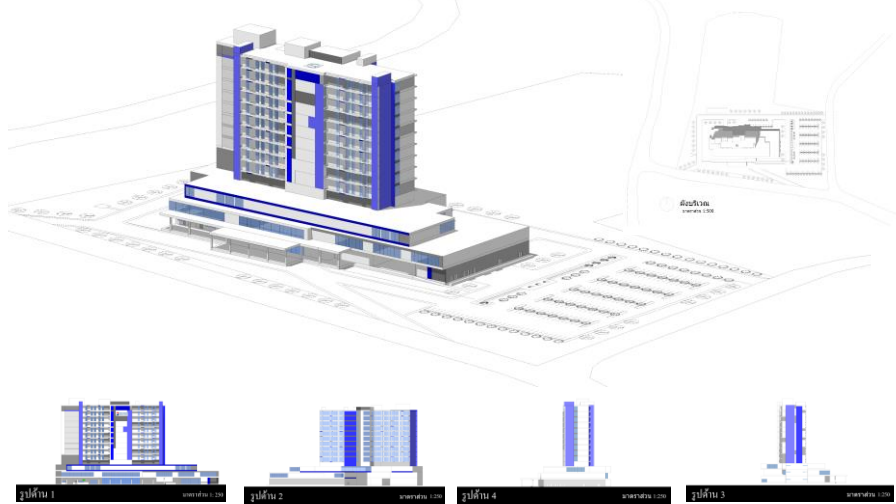 ผังบริเวณ
มาตราส่วน 1:500
รูปด้าน 1
มาตราส่วน 1:250
รูปด้าน 2
มาตราส่วน 1:250
รูปด้าน 4
มาตราส่วน 1:250
รูปด้าน 3
มาตราส่วน 1:250